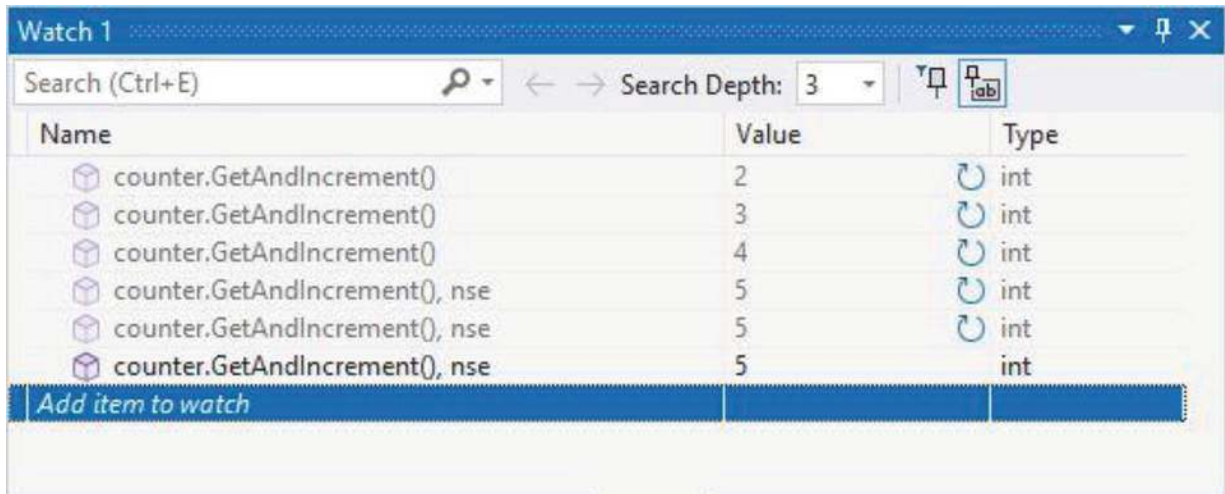 Watch 1
Search (Ctrl+E) Search Depth: 3 ab
Name Value Type
counter.GetAndIncrement() 2 int
counter.GetAndIncrement() 3 int
counter.GetAndIncrement() 4 int
counter.GetAndIncrement(), nse 5 int
counter.GetAndIncrement(), nse 5 int
counter.GetAndIncrement(), nse 5 int
Add item to watch